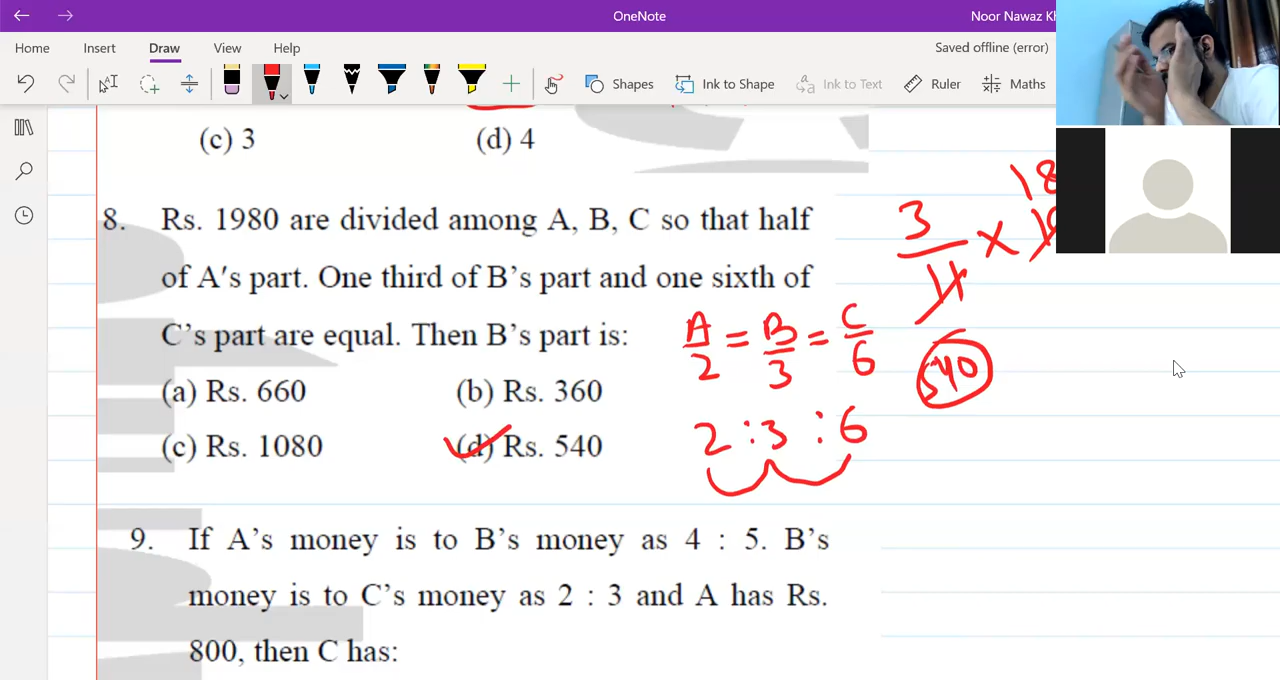 OneNote
Noor Nawaz
Home Insert Draw View Help
Saved offline (error)
Shapes Ink to Shape Ink to Text Ruler Maths
(c) 3 (d) 4
8. Rs. 1980 are divided among A, B, C so that half
of A's part. One third of B's part and one sixth of
C's part are equal. Then B's part is:
(a) Rs. 660 (b) Rs. 360
(c) Rs. 1080 (d) Rs. 540
A/2 = B/3 = C/6
2 : 3 : 6
3/11 ×
18
540
9. If A's money is to B's money as 4 : 5. B's
money is to C's money as 2 : 3 and A has Rs.
800, then C has: